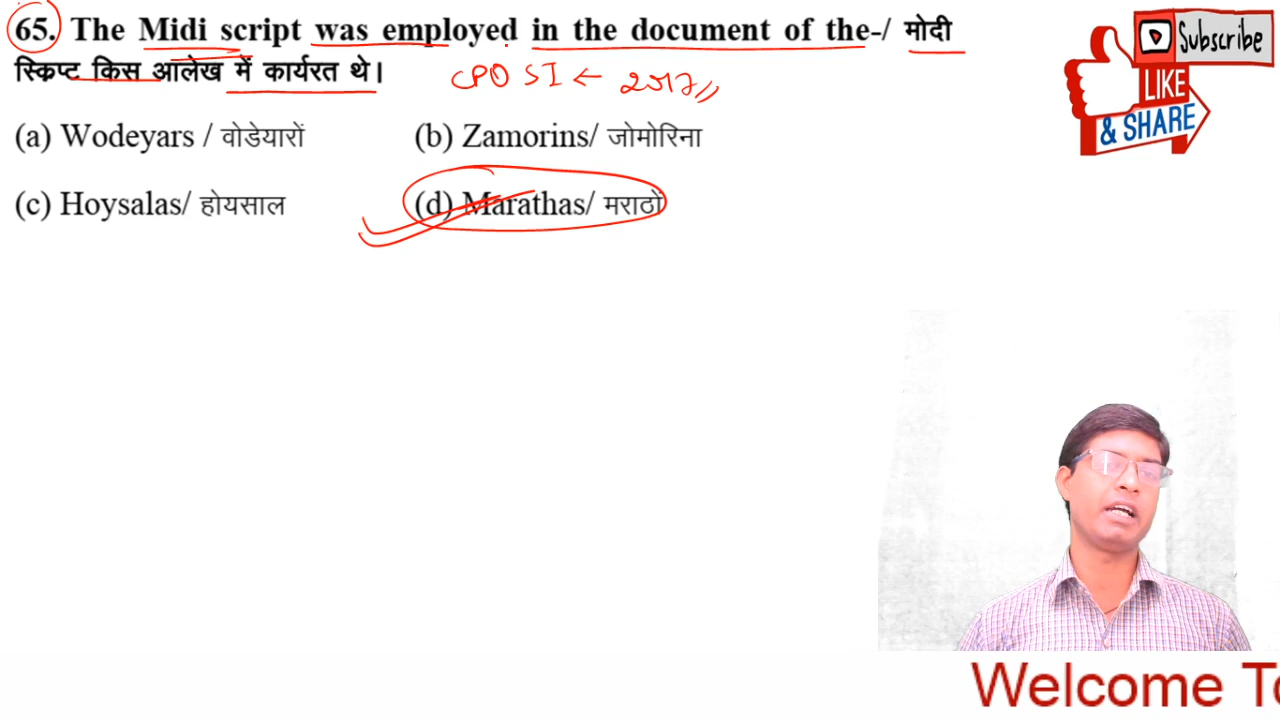 65. The Midi script was employed in the document of the-/ मोदी
स्क्रिप्ट किस आलेख में कार्यरत थे।
CPO SI ← 2017
(a) Wodeyars / वोडेयारों
(b) Zamorins/ जोमोरिना
(c) Hoysalas/ होयसाल
(d) Marathas/ मराठों
Subscribe
LIKE
& SHARE
Welcome To